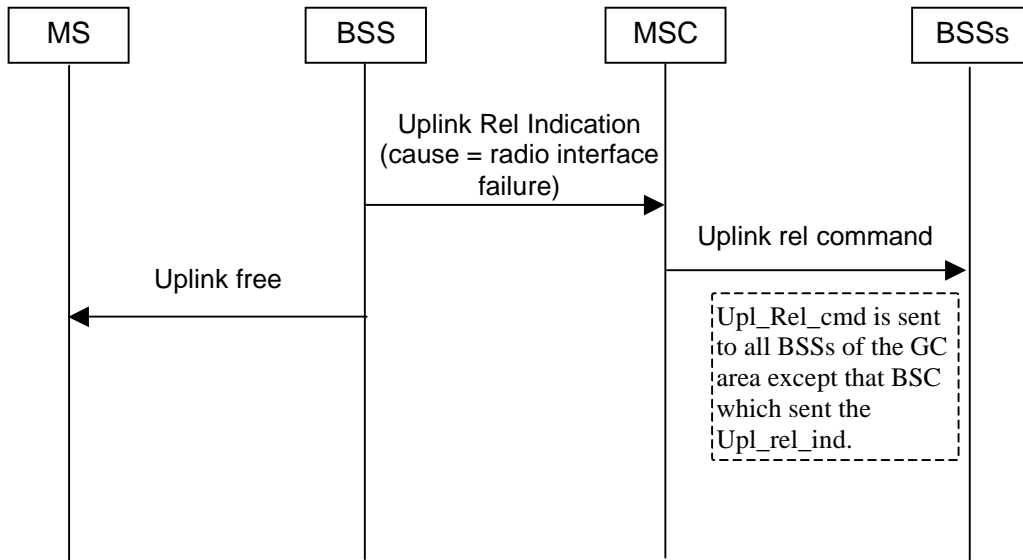 MS
BSS
MSC
BSSs
Uplink Rel Indication
(cause = radio interface
failure)
Uplink rel command
Uplink free
Upl_Rel_cmd is sent
to all BSSs of the GC
area except that BSC
which sent the
Upl_rel_ind.